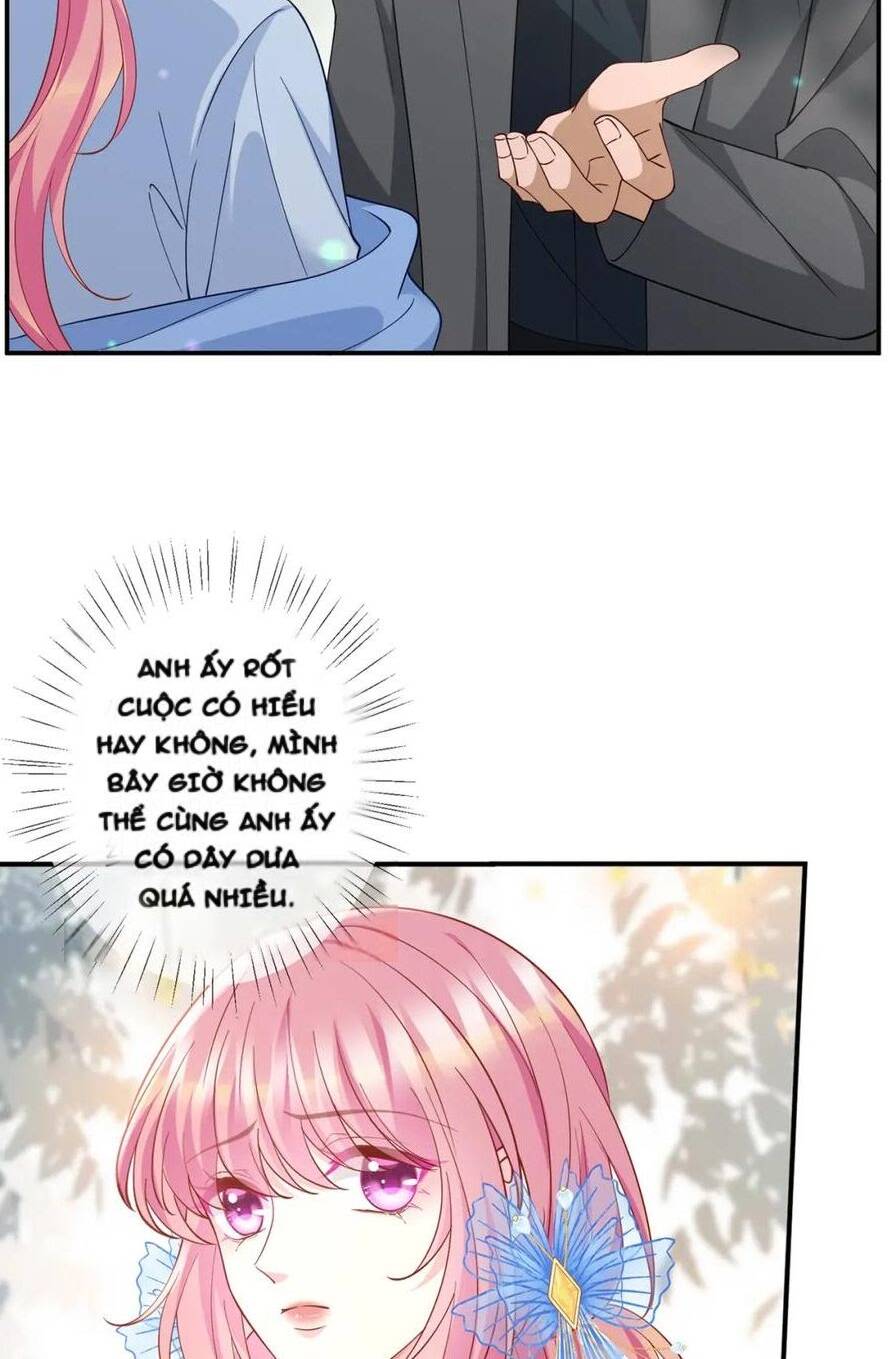 ANH ẤY RỐT
CUỘC CÓ HIỂU
HAY KHÔNG, MÌNH
BÂY GIỜ KHÔNG
THỂ CÙNG ANH ẤY
CÓ DÂY DƯA
QUÁ NHIỀU.